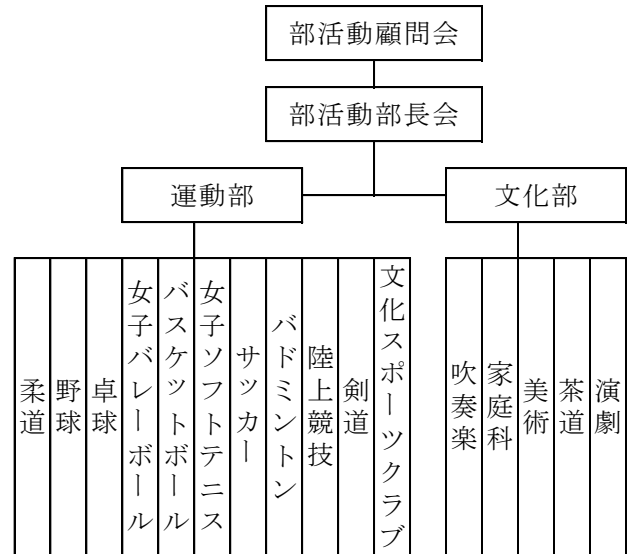 部活動顧問会
部活動部長会
運動部
文化部
柔道
野球
卓球
女子バレーボール
バスケットボール
女子ソフトテニス
サッカー
バドミントン
陸上競技
剣道
文化スポーツクラブ
吹奏楽
家庭科
美術
茶道
演劇